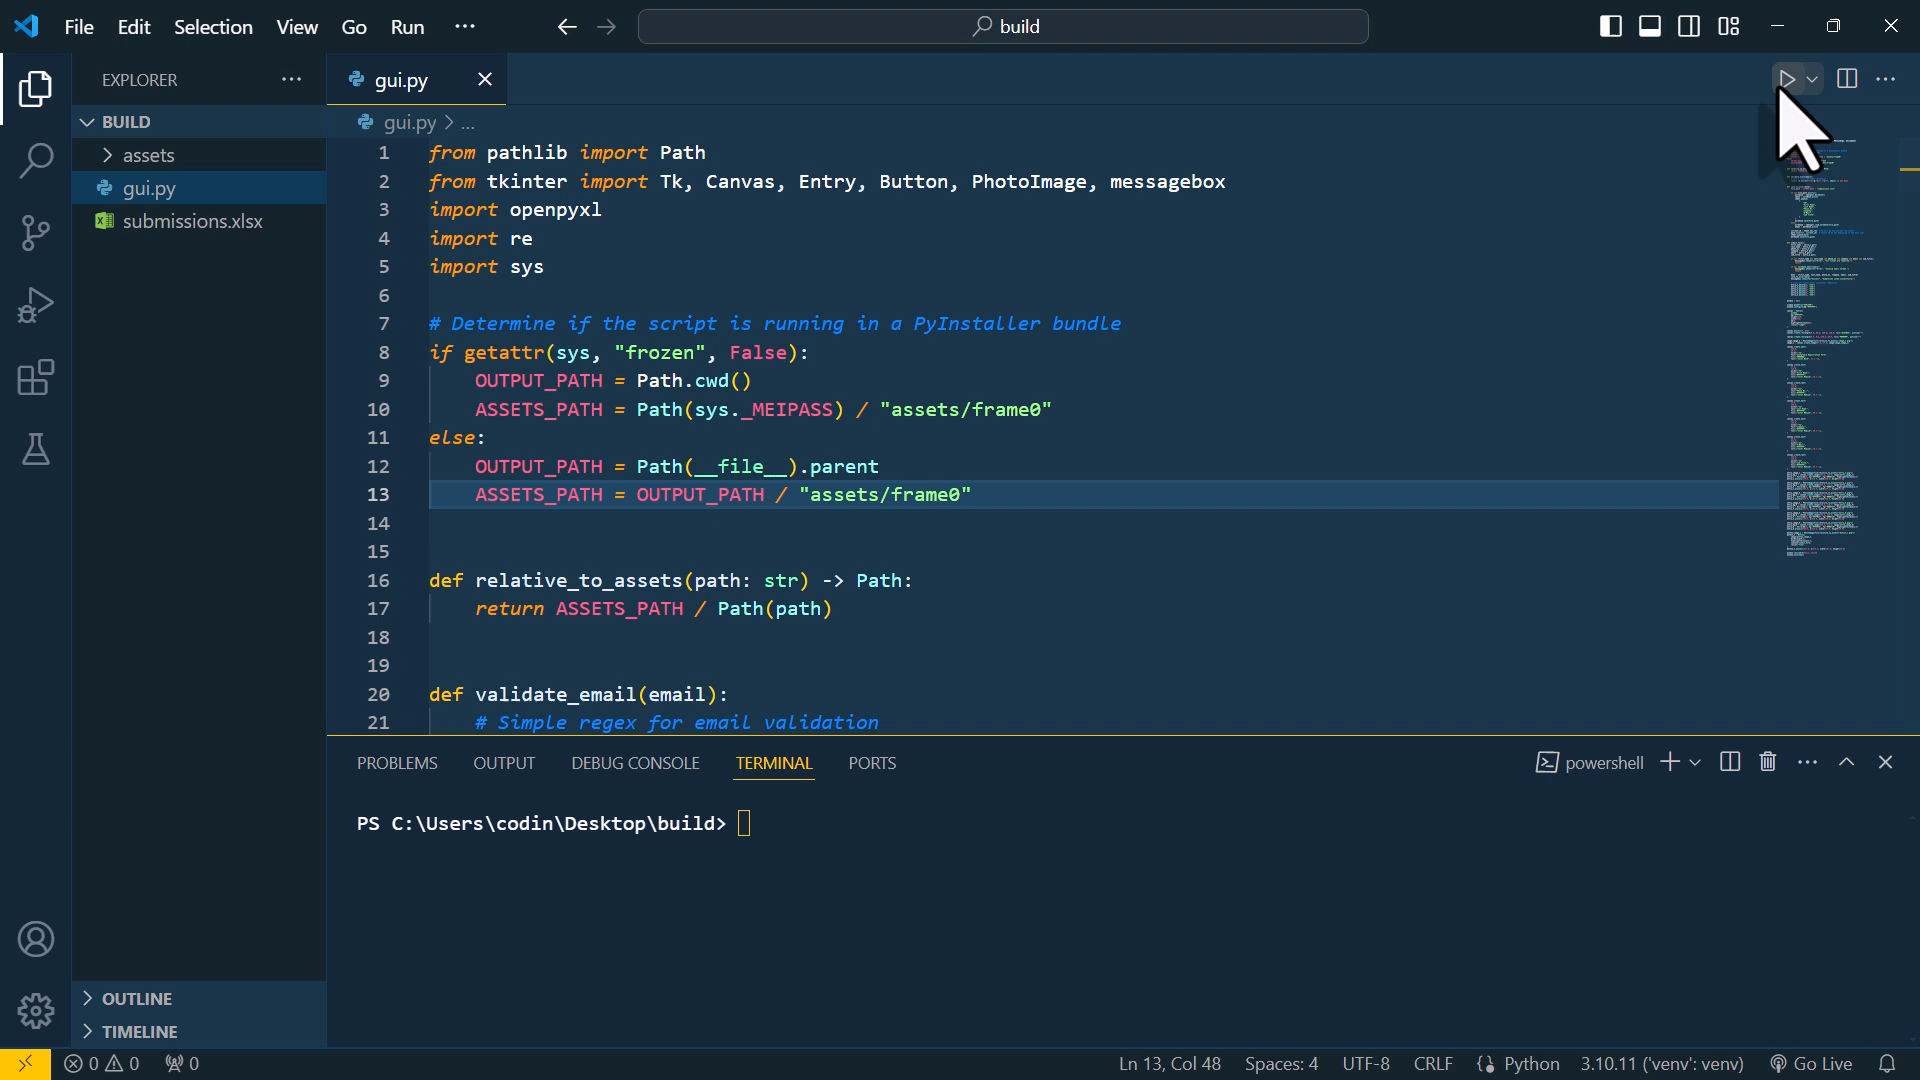 File Edit Selection View Go Run ···
build
EXPLORER ···
BUILD
assets
gui.py
submissions.xlsx
OUTLINE
TIMELINE
gui.py
gui.py > ...
1 from pathlib import Path
2 from tkinter import Tk, Canvas, Entry, Button, PhotoImage, messagebox
3 import openpyxl
4 import re
5 import sys
6
7 # Determine if the script is running in a PyInstaller bundle
8 if getattr(sys, "frozen", False):
9 OUTPUT_PATH = Path.cwd()
10 ASSETS_PATH = Path(sys._MEIPASS) / "assets/frame0"
11 else:
12 OUTPUT_PATH = Path(__file__).parent
13 ASSETS_PATH = OUTPUT_PATH / "assets/frame0"
14
15
16 def relative_to_assets(path: str) -> Path:
17 return ASSETS_PATH / Path(path)
18
19
20 def validate_email(email):
21 # Simple regex for email validation
PROBLEMS OUTPUT DEBUG CONSOLE TERMINAL PORTS
powershell
PS C:\Users\codin\Desktop\build>
0 0 0
Ln 13, Col 48 Spaces: 4 UTF-8 CRLF Python 3.10.11 ('venv': venv) Go Live